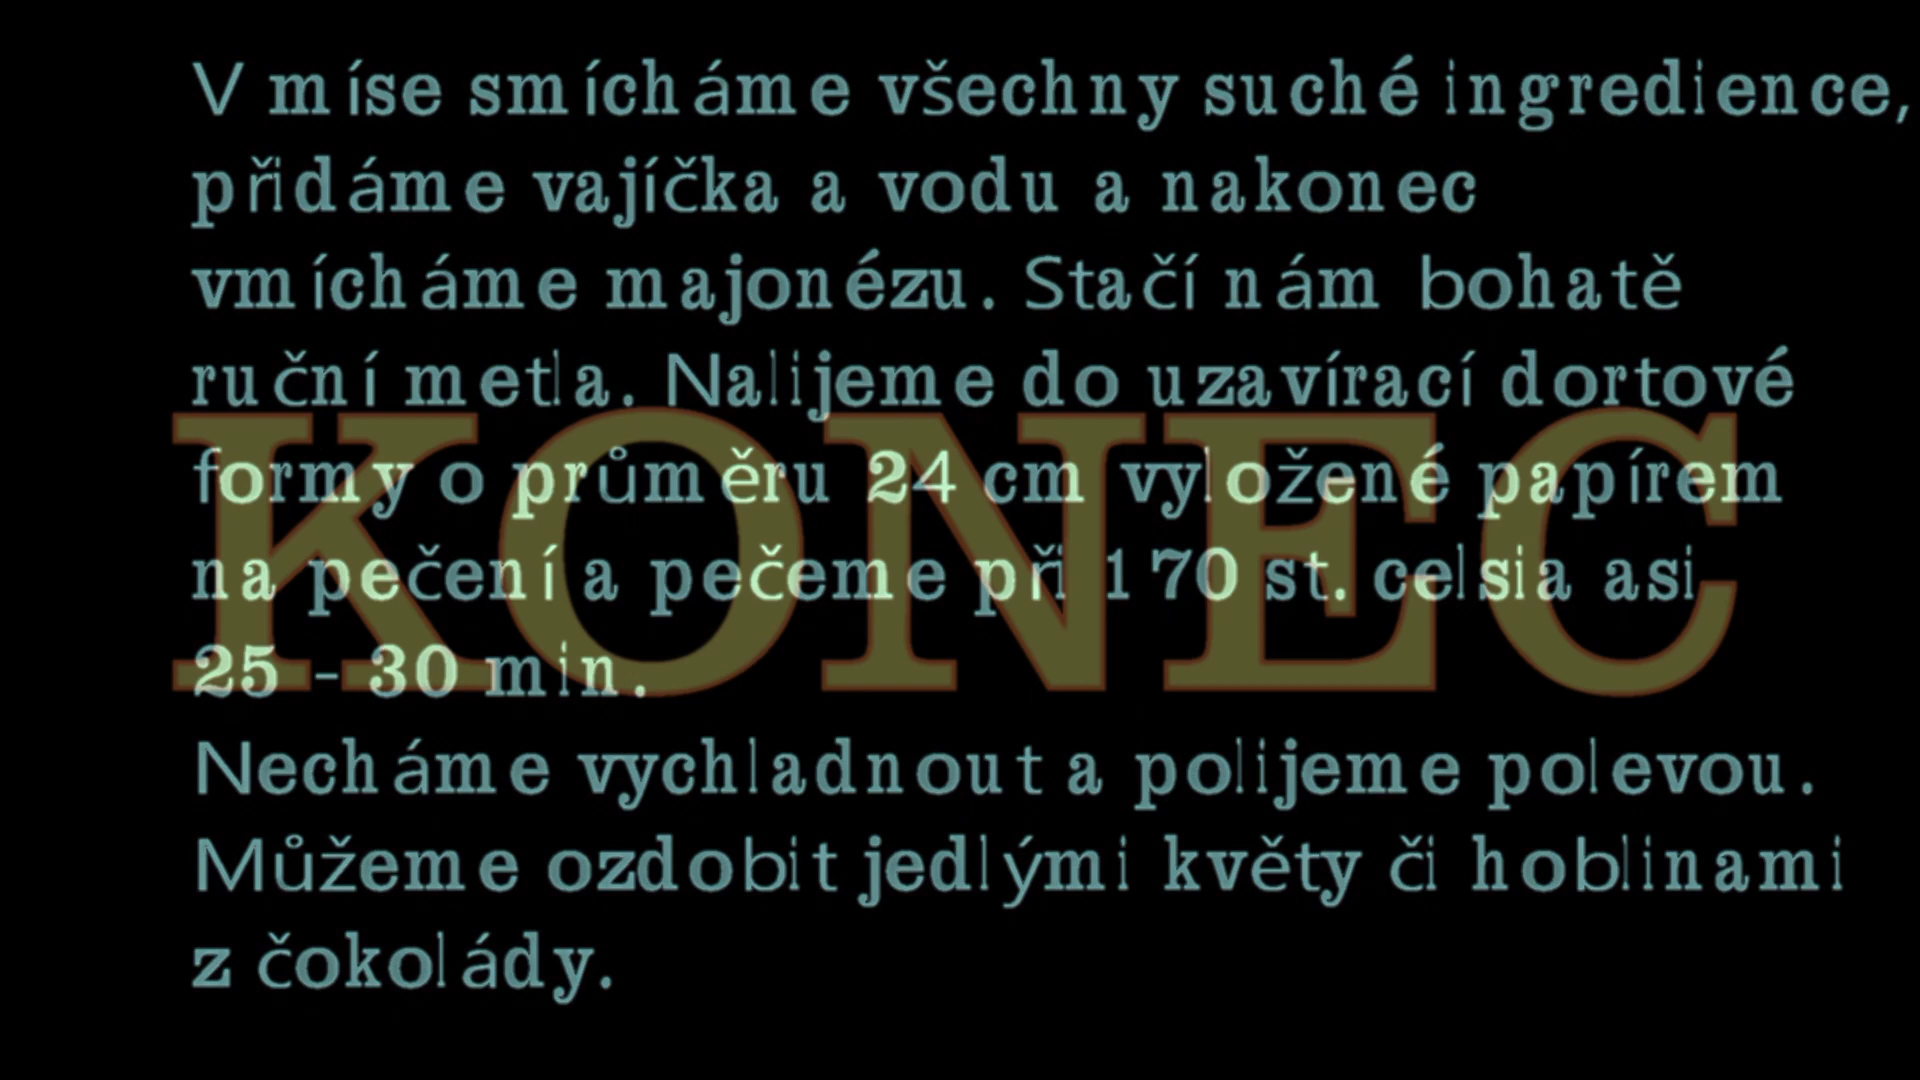 V míse smícháme všechny suché ingredience,
přidáme vajíčka a vodu a nakonec
vmícháme majonézu. Stačí nám bohatě
ruční metla. Nalijeme do uzavírací dortové
formy o průměru 24 cm vyložené papírem
KONEC
na pečení a pečeme při 170 st. celsia asi
25 - 30 min.
Necháme vychladnout a polijeme polevou.
Můžeme ozdobit jedlými květy či hoblinami
z čokolády.